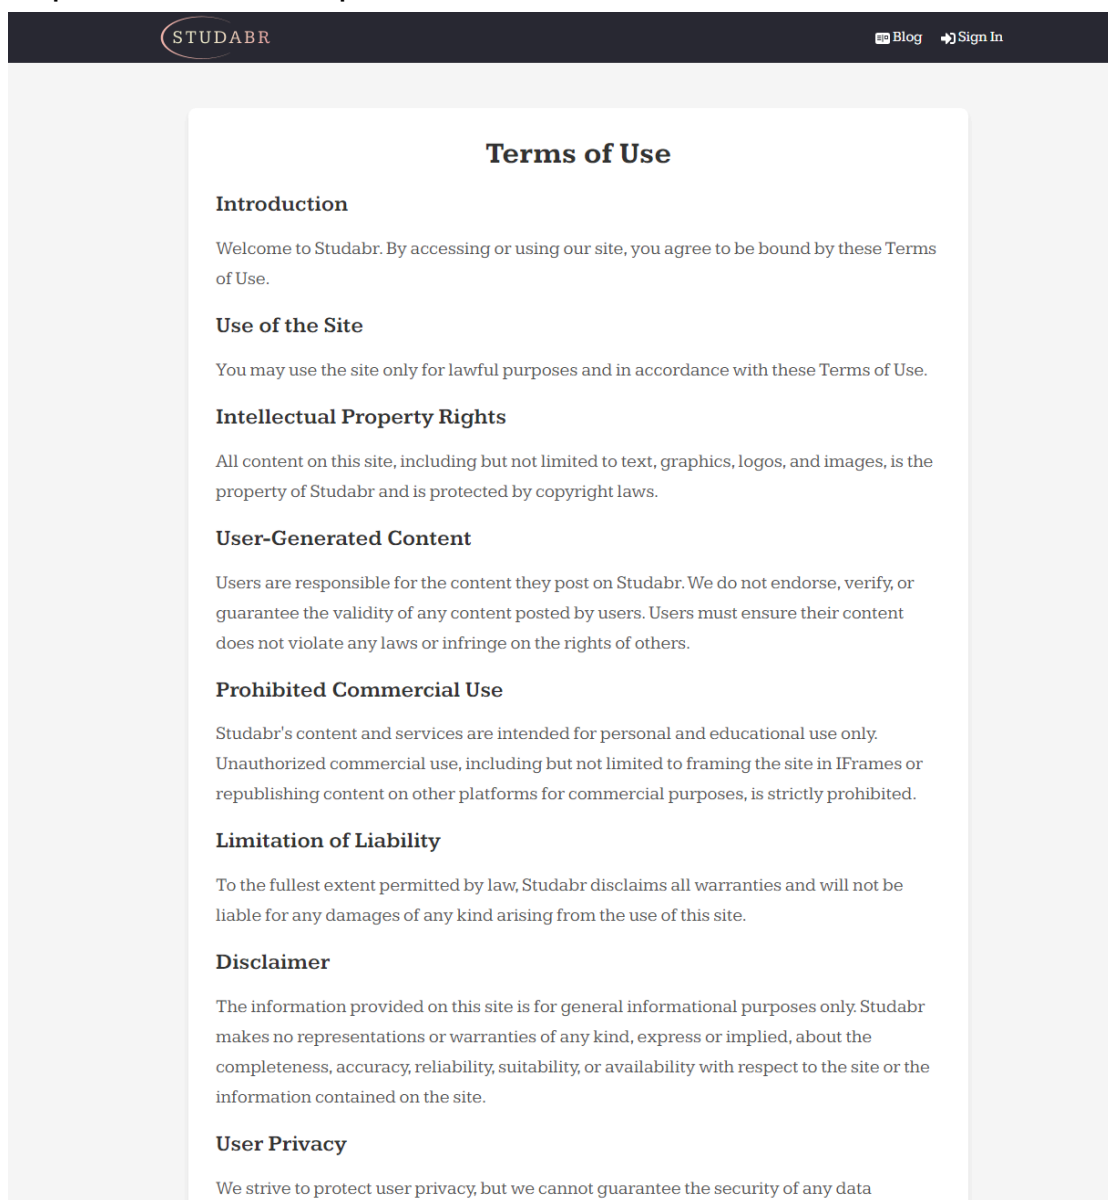 STUDABR
Blog
Sign In
Terms of Use
Introduction
Welcome to Studabr. By accessing or using our site, you agree to be bound by these Terms
of Use.
Use of the Site
You may use the site only for lawful purposes and in accordance with these Terms of Use.
Intellectual Property Rights
All content on this site, including but not limited to text, graphics, logos, and images, is the
property of Studabr and is protected by copyright laws.
User-Generated Content
Users are responsible for the content they post on Studabr. We do not endorse, verify, or
guarantee the validity of any content posted by users. Users must ensure their content
does not violate any laws or infringe on the rights of others.
Prohibited Commercial Use
Studabr's content and services are intended for personal and educational use only.
Unauthorized commercial use, including but not limited to framing the site in IFrames or
republishing content on other platforms for commercial purposes, is strictly prohibited.
Limitation of Liability
To the fullest extent permitted by law, Studabr disclaims all warranties and will not be
liable for any damages of any kind arising from the use of this site.
Disclaimer
The information provided on this site is for general informational purposes only. Studabr
makes no representations or warranties of any kind, express or implied, about the
completeness, accuracy, reliability, suitability, or availability with respect to the site or the
information contained on the site.
User Privacy
We strive to protect user privacy, but we cannot guarantee the security of any data